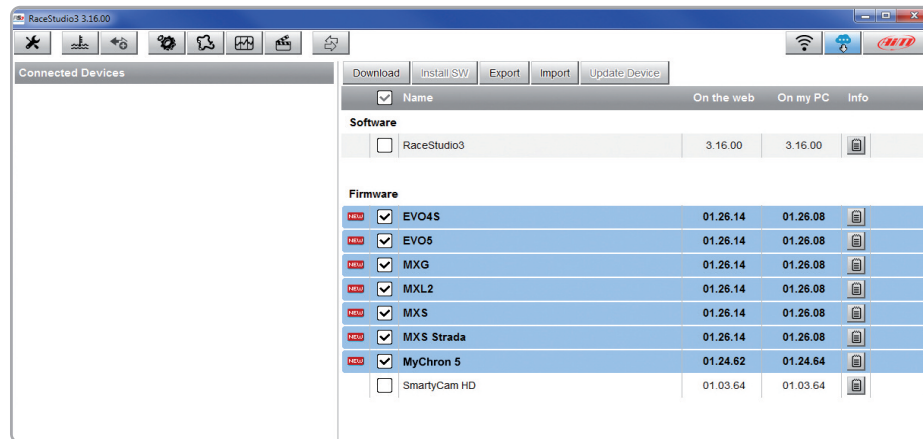 RaceStudio3 3.16.00
AiM
Connected Devices
Download Install SW Export Import Update Device
Name On the web On my PC Info
Software
RaceStudio3 3.16.00 3.16.00
Firmware
NEW EVO4S 01.26.14 01.26.08
NEW EVO5 01.26.14 01.26.08
NEW MXG 01.26.14 01.26.08
NEW MXL2 01.26.14 01.26.08
NEW MXS 01.26.14 01.26.08
NEW MXS Strada 01.26.14 01.26.08
NEW MyChron 5 01.24.62 01.24.64
SmartyCam HD 01.03.64 01.03.64